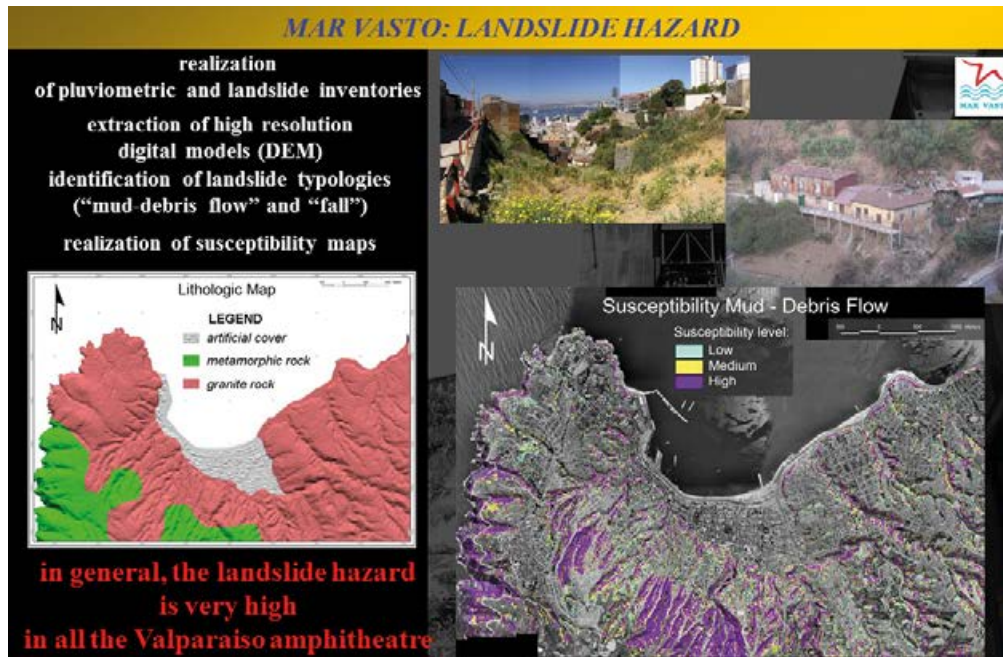 MAR VASTO: LANDSLIDE HAZARD
realization
of pluviometric and landslide inventories
extraction of high resolution
digital models (DEM)
identification of landslide typologies
(“mud-debris flow” and “fall”)
realization of susceptibility maps
MAR VASTO
Lithologic Map
N
LEGEND
artificial cover
metamorphic rock
granite rock
Susceptibility Mud - Debris Flow
N
Susceptibility level:
Low
Medium
High
in general, the landslide hazard
is very high
in all the Valparaiso amphitheatre